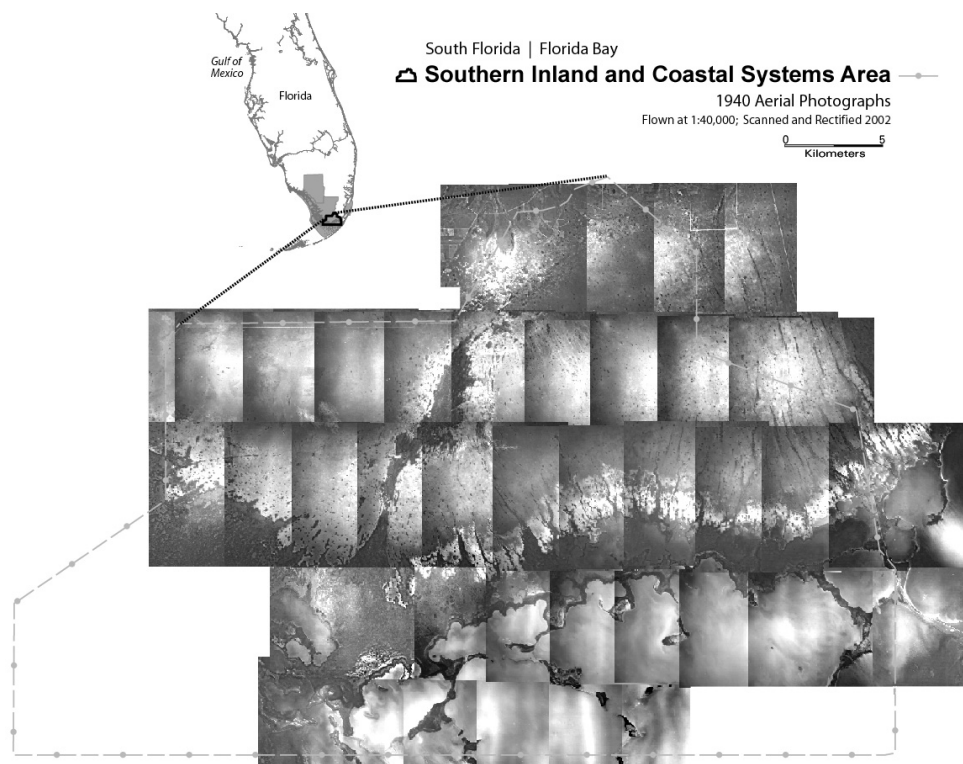 South Florida | Florida Bay
Southern Inland and Coastal Systems Area
1940 Aerial Photographs
Flown at 1:40,000; Scanned and Rectified 2002
0 5
Kilometers
Gulf of
Mexico
Florida